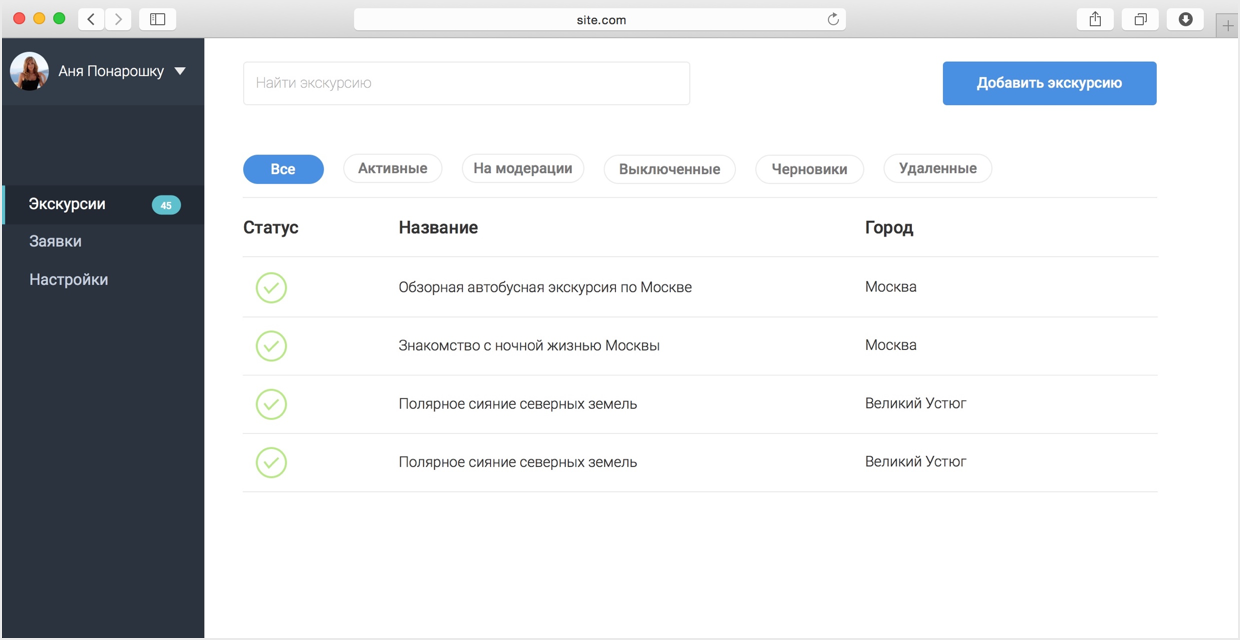 site.com
Аня Понарошку
Найти экскурсию
Добавить экскурсию
Экскурсии 45
Заявки
Настройки
Все Активные На модерации Выключенные Черновики Удаленные
Статус Название Город
Обзорная автобусная экскурсия по Москве Москва
Знакомство с ночной жизнью Москвы Москва
Полярное сияние северных земель Великий Устюг
Полярное сияние северных земель Великий Устюг